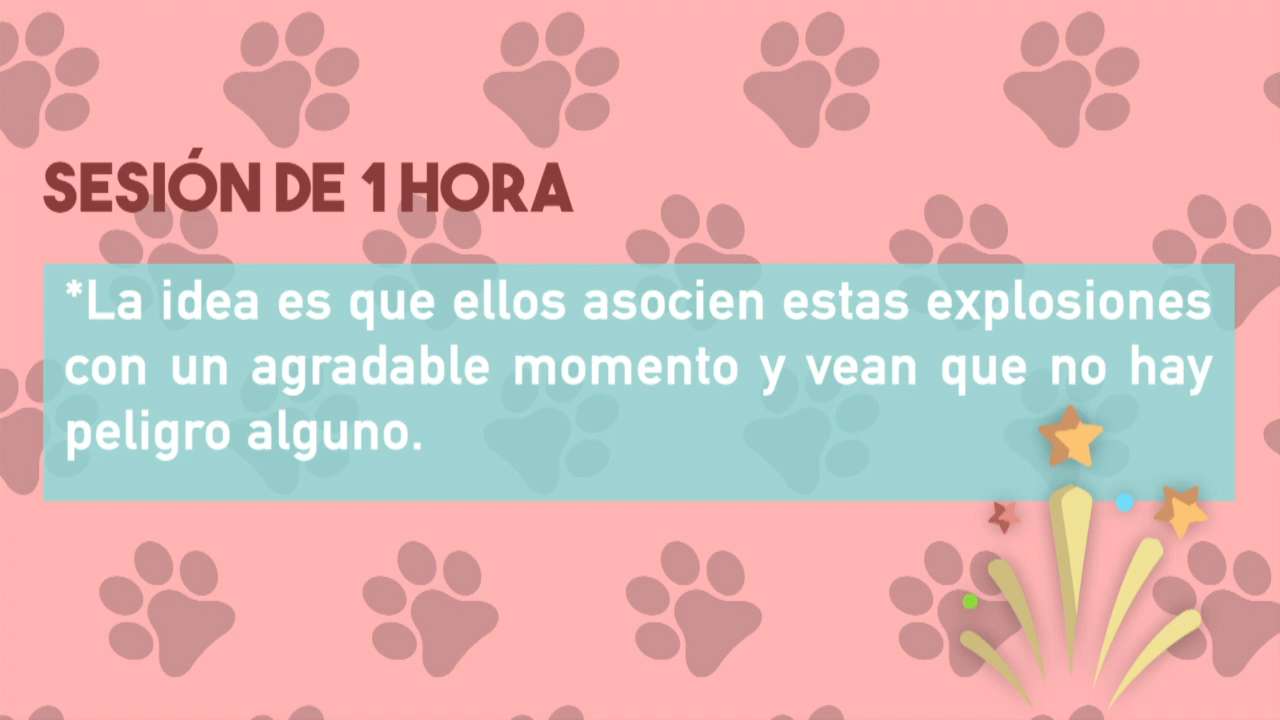 SESIÓN DE 1 HORA
*La idea es que ellos asocien estas explosiones
con un agradable momento y vean que no hay
peligro alguno.